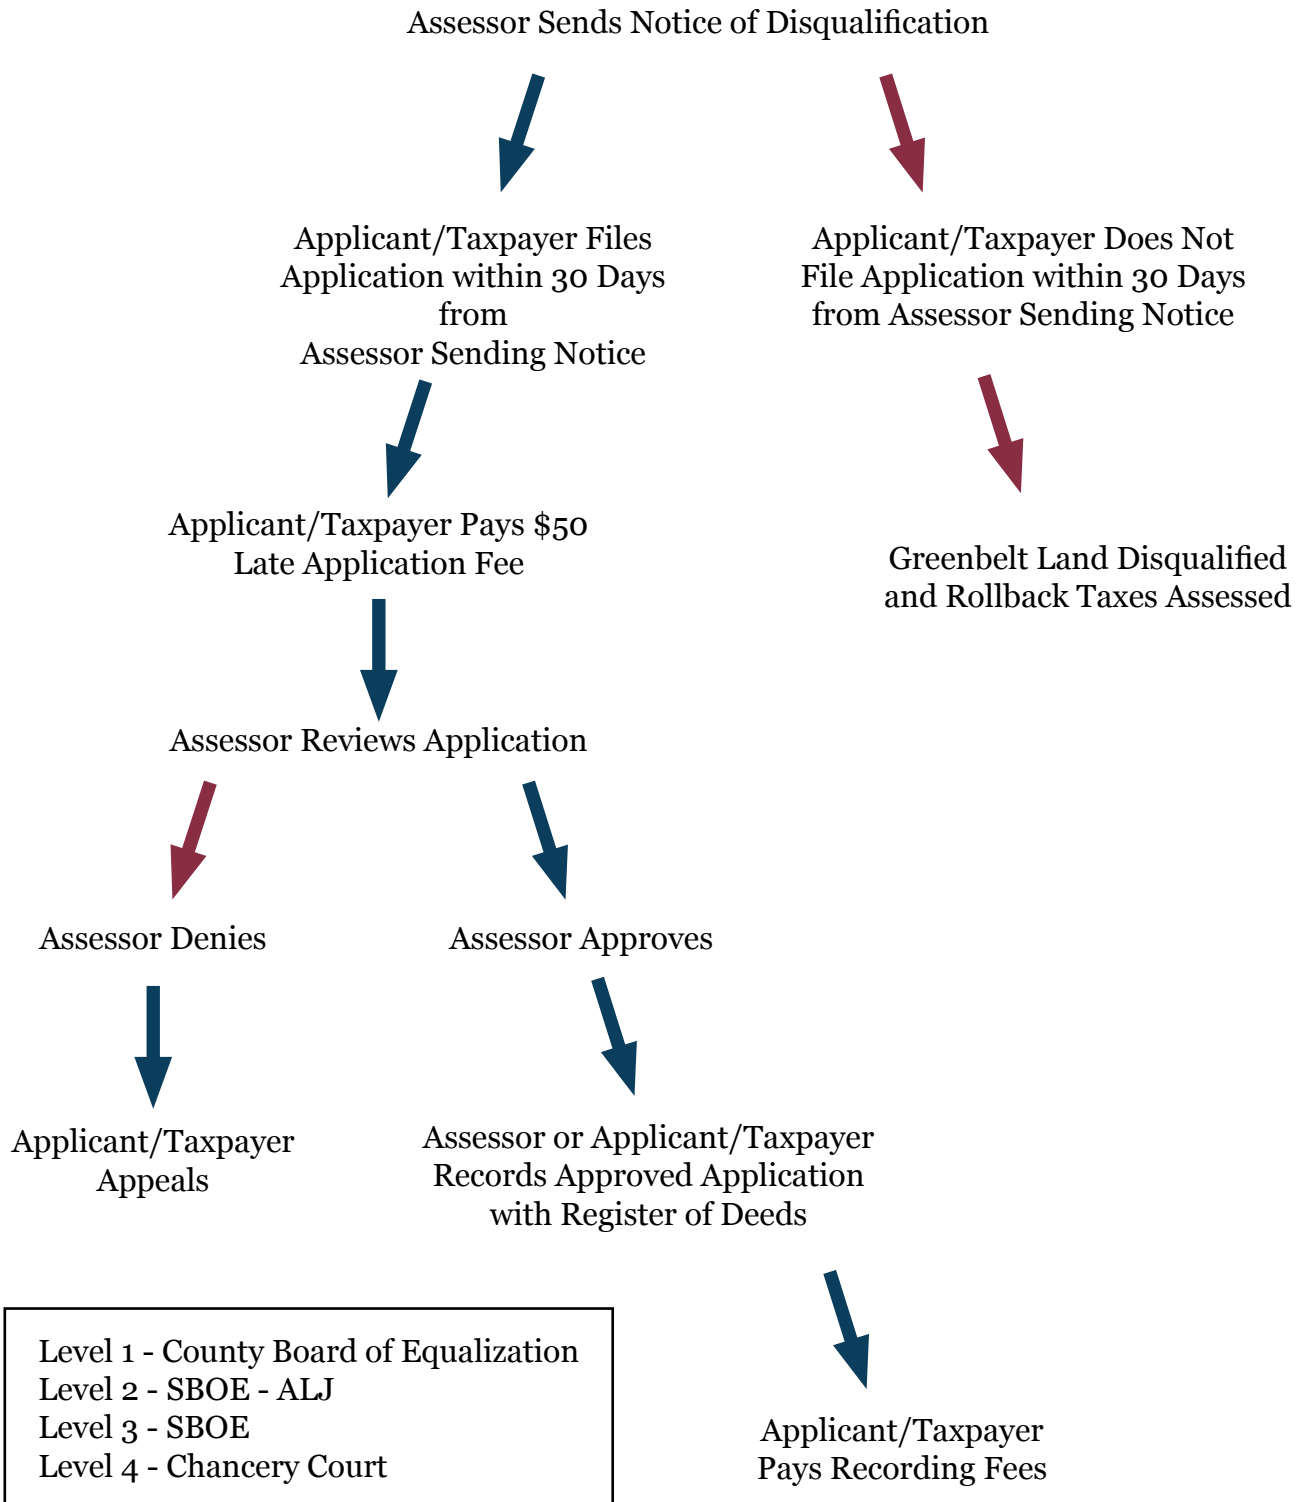 Assessor Sends Notice of Disqualification
Applicant/Taxpayer Files
Application within 30 Days
from
Assessor Sending Notice
Applicant/Taxpayer Does Not
File Application within 30 Days
from Assessor Sending Notice
Applicant/Taxpayer Pays $50
Late Application Fee
Greenbelt Land Disqualified
and Rollback Taxes Assessed
Assessor Reviews Application
Assessor Denies
Assessor Approves
Applicant/Taxpayer
Appeals
Assessor or Applicant/Taxpayer
Records Approved Application
with Register of Deeds
Level 1 - County Board of Equalization
Level 2 - SBOE - ALJ
Level 3 - SBOE
Level 4 - Chancery Court
Applicant/Taxpayer
Pays Recording Fees